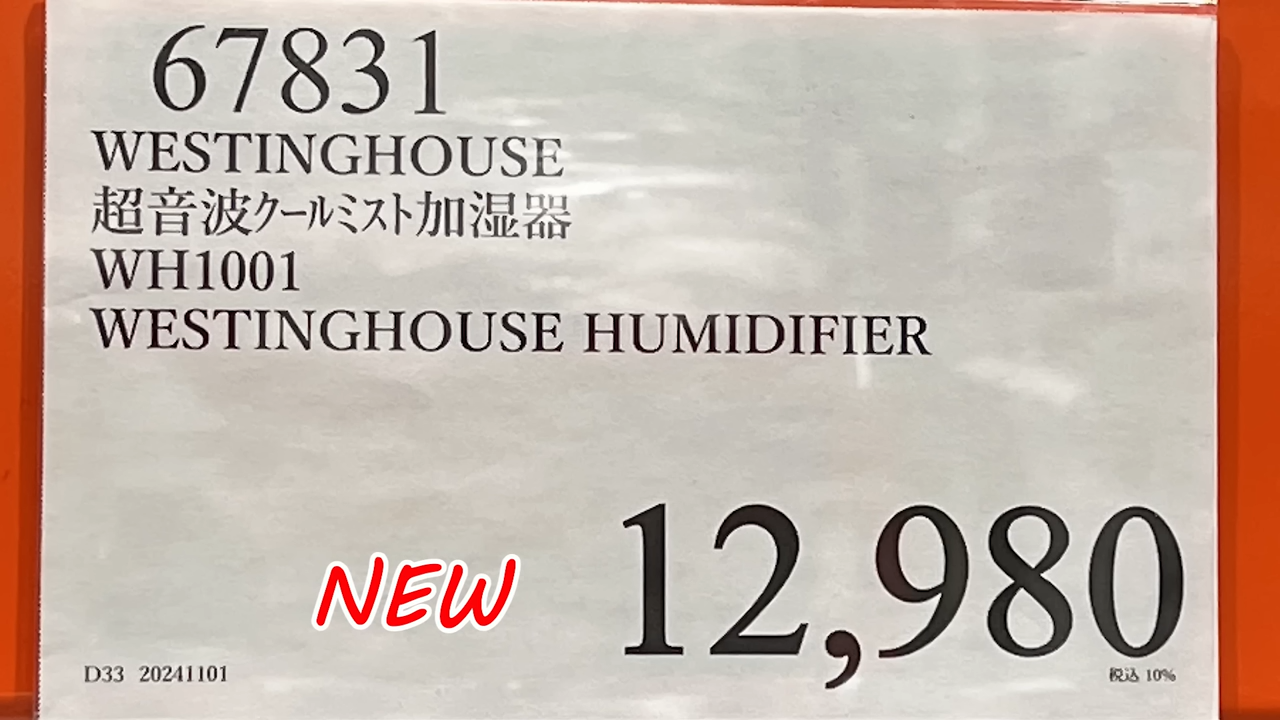 67831
WESTINGHOUSE
超音波ｸｰﾙﾐｽﾄ加湿器
WH1001
WESTINGHOUSE HUMIDIFIER
NEW
12,980
D33 20241101
税込 10%